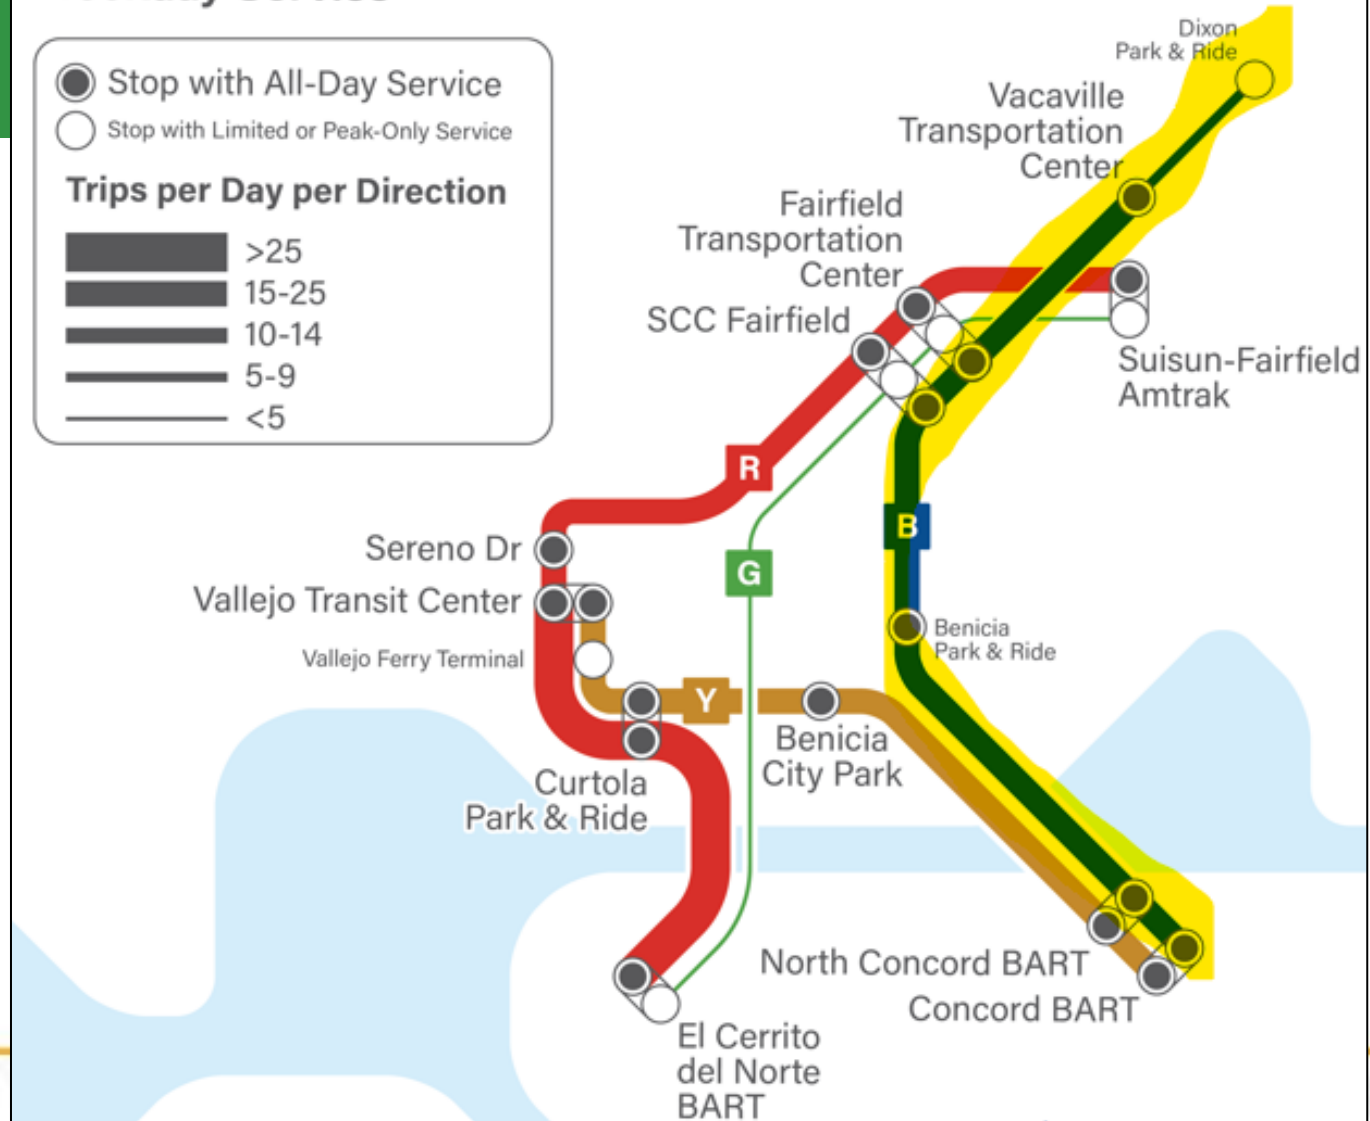 Stop with All-Day Service
Stop with Limited or Peak-Only Service
Trips per Day per Direction
>25
15-25
10-14
5-9
<5
Dixon
Park & Ride
Vacaville
Transportation
Center
Fairfield
Transportation
Center
SCC Fairfield
Suisun-Fairfield
Amtrak
R
B
Sereno Dr
G
Vallejo Transit Center
Benicia
Park & Ride
Vallejo Ferry Terminal
Y
Benicia
City Park
Curtola
Park & Ride
North Concord BART
Concord BART
El Cerrito
del Norte
BART